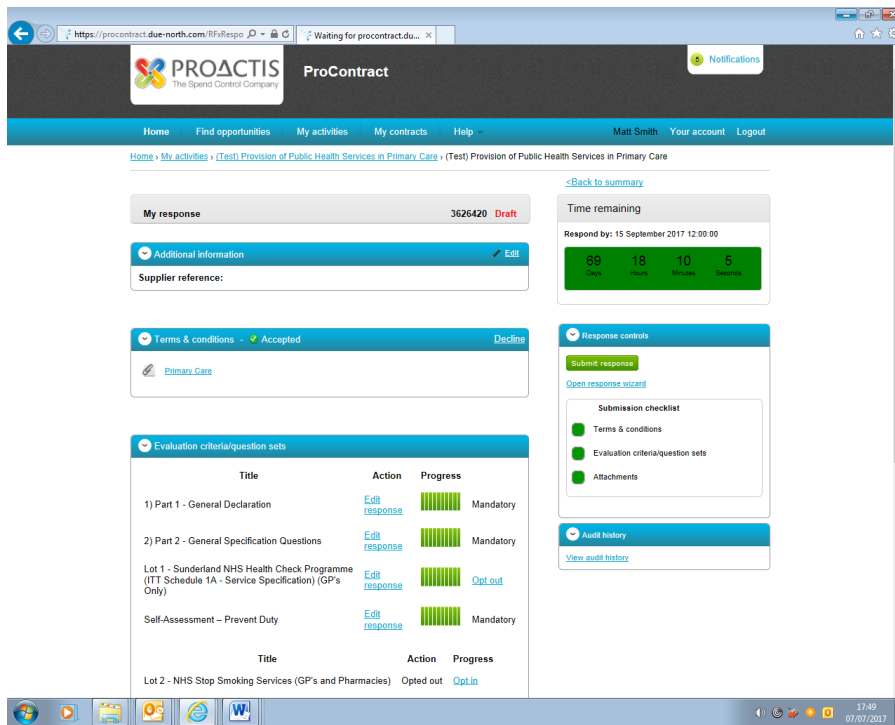 https://procontract.due-north.com/RFxRespo
Waiting for procontract.du...
PROACTIS
The Spend Control Company
ProContract
5 Notifications
Home Find opportunities My activities My contracts Help
Matt Smith Your account Logout
Home › My activities › (Test) Provision of Public Health Services in Primary Care › (Test) Provision of Public Health Services in Primary Care
<Back to summary
My response 3626420 Draft
Time remaining
Respond by: 15 September 2017 12:00:00
69 18 10 5
Days Hours Minutes Seconds
Additional information Edit
Supplier reference:
Terms & conditions - Accepted Decline
Primary Care
Response controls
Submit response
Open response wizard
Submission checklist
Terms & conditions
Evaluation criteria/question sets
Attachments
Audit history
View audit history
Evaluation criteria/question sets
Title Action Progress
1) Part 1 - General Declaration Edit response Mandatory
2) Part 2 - General Specification Questions Edit response Mandatory
Lot 1 - Sunderland NHS Health Check Programme
(ITT Schedule 1A - Service Specification) (GP's
Only) Edit response Opt out
Self-Assessment – Prevent Duty Edit response Mandatory
Title Action Progress
Lot 2 - NHS Stop Smoking Services (GP's and Pharmacies) Opted out Opt in
17:49
07/07/2017